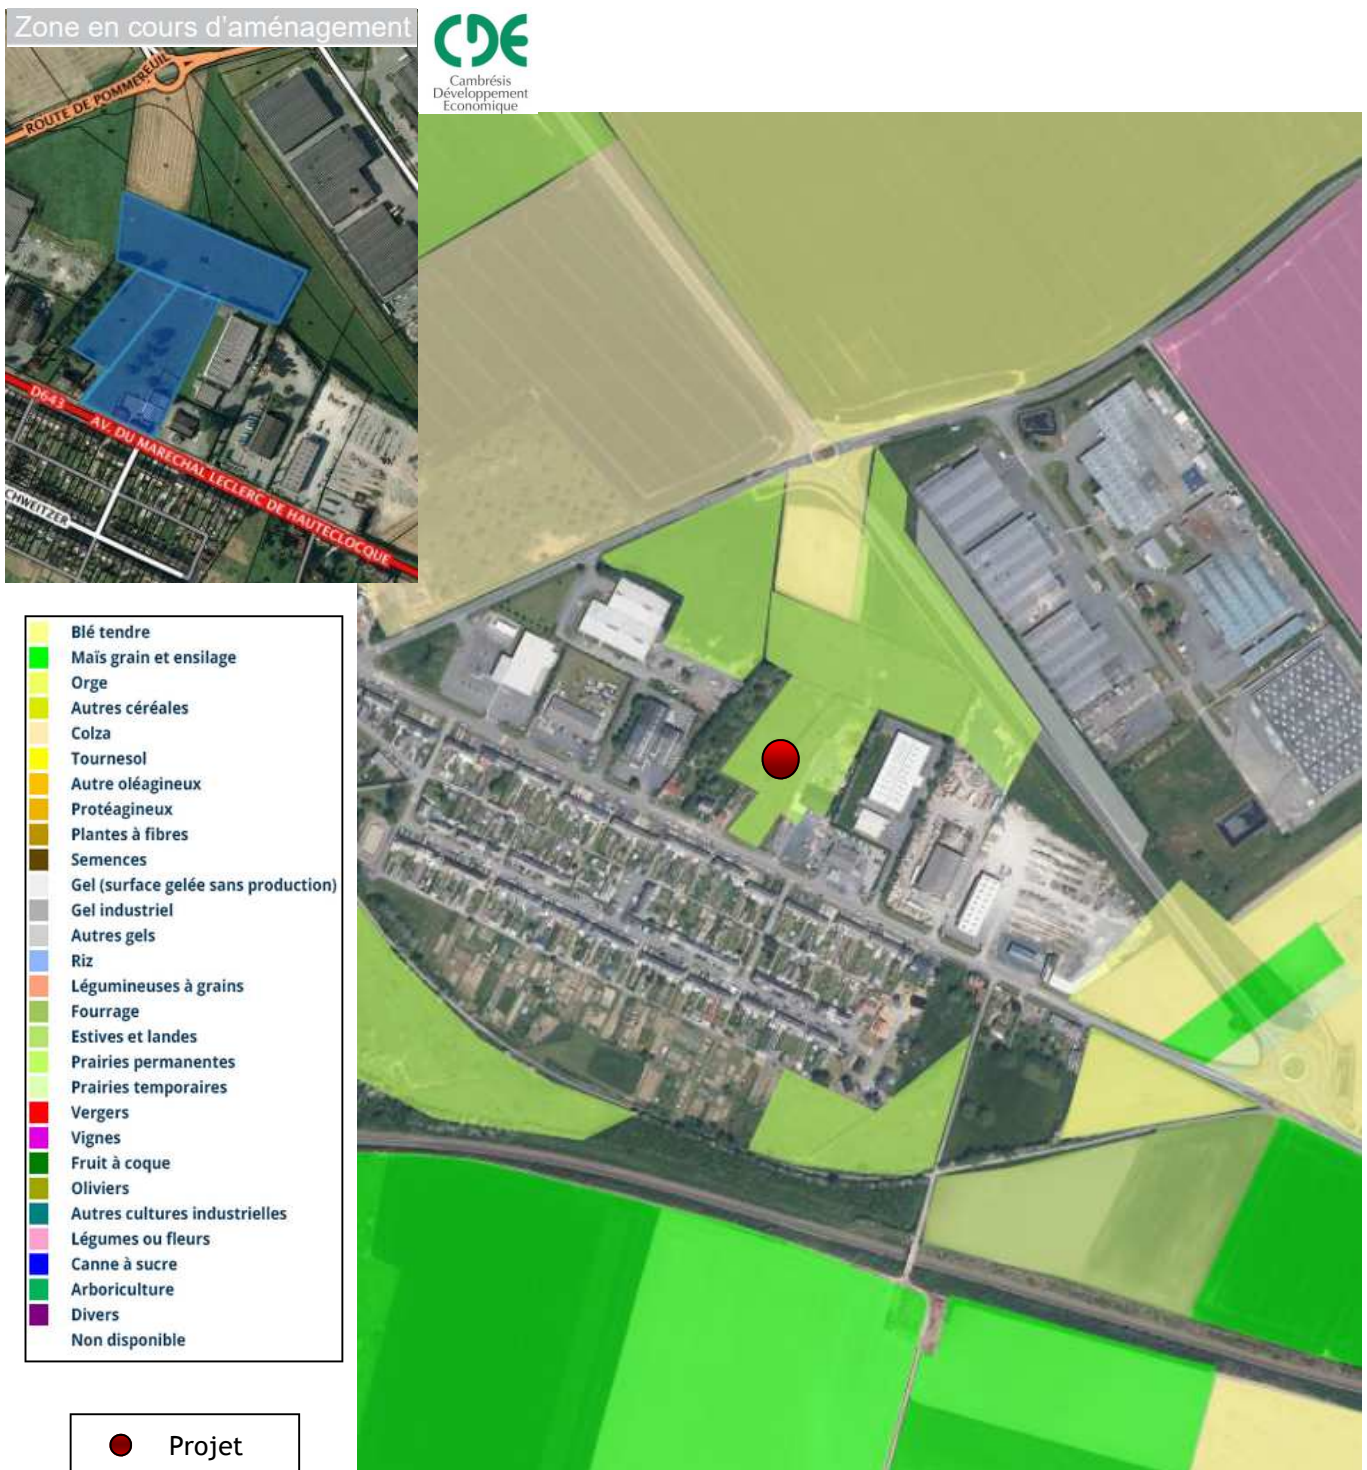 Zone en cours d'aménagement
CDE
Cambrésis
Développement
Economique
ROUTE DE POMMEREUIL
D643
AV. DU MARECHAL LECLERC DE HAUTECLOCQUE
CHWEITZER
Blé tendre
Maïs grain et ensilage
Orge
Autres céréales
Colza
Tournesol
Autre oléagineux
Protéagineux
Plantes à fibres
Semences
Gel (surface gelée sans production)
Gel industriel
Autres gels
Riz
Légumineuses à grains
Fourrage
Estives et landes
Prairies permanentes
Prairies temporaires
Vergers
Vignes
Fruit à coque
Oliviers
Autres cultures industrielles
Légumes ou fleurs
Canne à sucre
Arboriculture
Divers
Non disponible
Projet